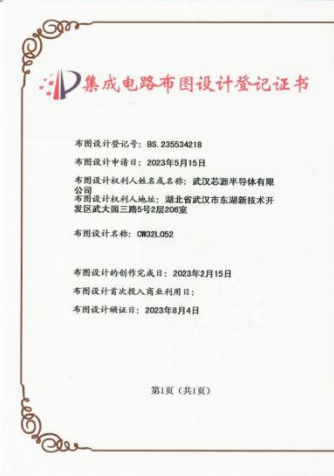 集成电路布图设计登记证书
布图设计登记号：BS.235534218
布图设计申请日：2023年5月15日
布图设计权利人姓名或名称：武汉芯源半导体有限
公司
布图设计权利人地址：湖北省武汉市东湖新技术开
发区武大园三路5号2层206室
布图设计名称：CW32L052
布图设计的创作完成日：2023年2月15日
布图设计首次投入商业利用日：
布图设计颁证日：2023年8月4日
第1页（共1页）